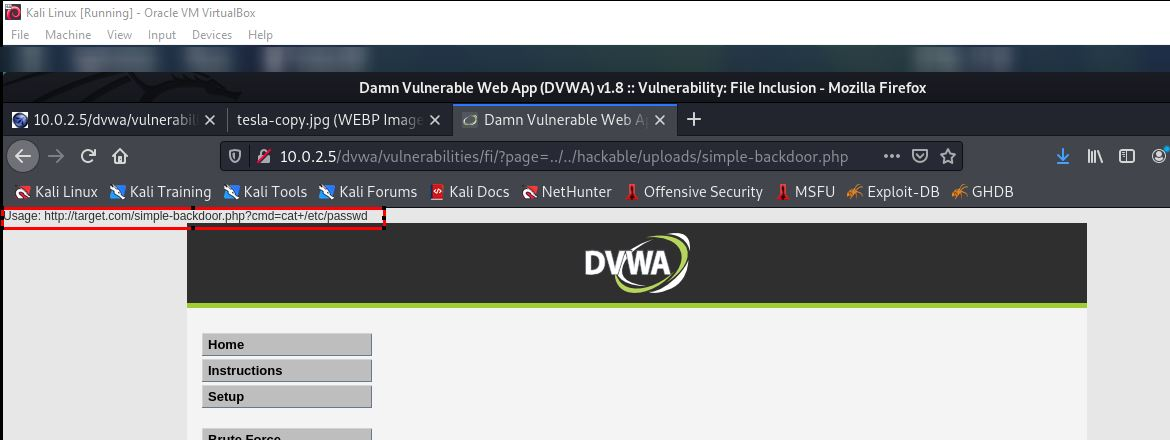 Kali Linux [Running] - Oracle VM VirtualBox
File Machine View Input Devices Help
Damn Vulnerable Web App (DVWA) v1.8 :: Vulnerability: File Inclusion - Mozilla Firefox
10.0.2.5/dvwa/vulnerabil tesla-copy.jpg (WEBP Image Damn Vulnerable Web Ap
10.0.2.5/dvwa/vulnerabilities/fi/?page=../../hackable/uploads/simple-backdoor.php
Kali Linux Kali Training Kali Tools Kali Forums Kali Docs NetHunter Offensive Security MSFU Exploit-DB GHDB
Usage: http://target.com/simple-backdoor.php?cmd=cat+/etc/passwd
DVWA
Home
Instructions
Setup
Brute Force